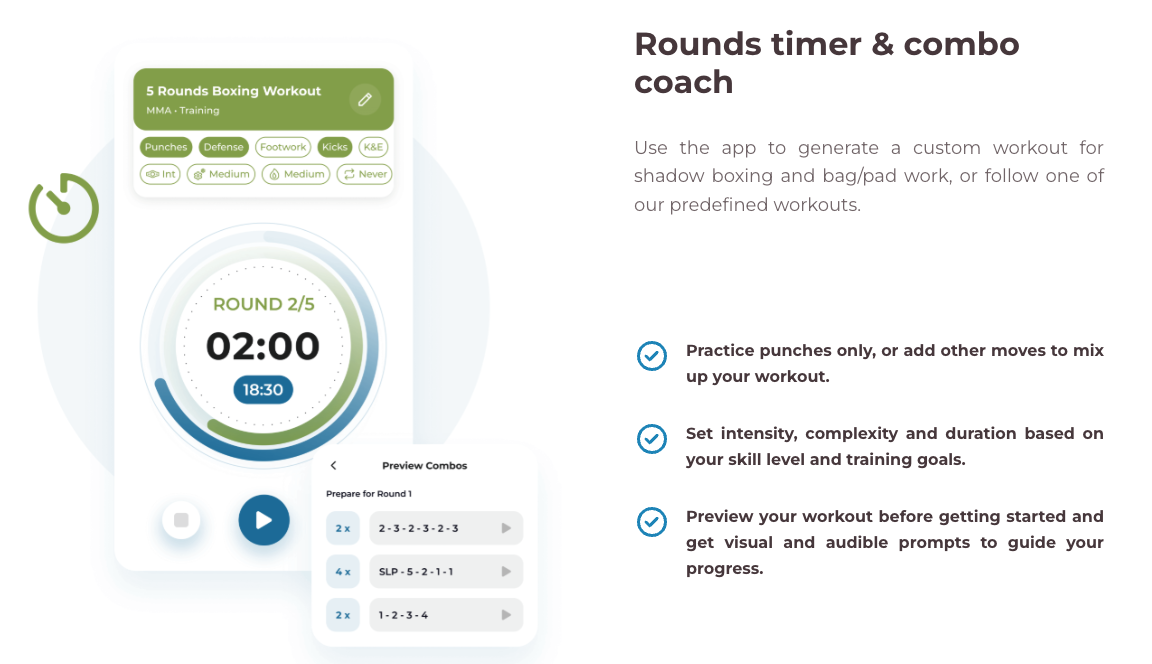 Rounds timer & combo
coach
Use the app to generate a custom workout for
shadow boxing and bag/pad work, or follow one of
our predefined workouts.
Practice punches only, or add other moves to mix
up your workout.
Set intensity, complexity and duration based on
your skill level and training goals.
Preview your workout before getting started and
get visual and audible prompts to guide your
progress.
5 Rounds Boxing Workout
MMA • Training
Punches Defense Footwork Kicks K&E
Int Medium Medium Never
ROUND 2/5
02:00
18:30
Preview Combos
Prepare for Round 1
2 x 2 - 3 - 2 - 3 - 2 - 3
4 x SLP - 5 - 2 - 1 - 1
2 x 1 - 2 - 3 - 4